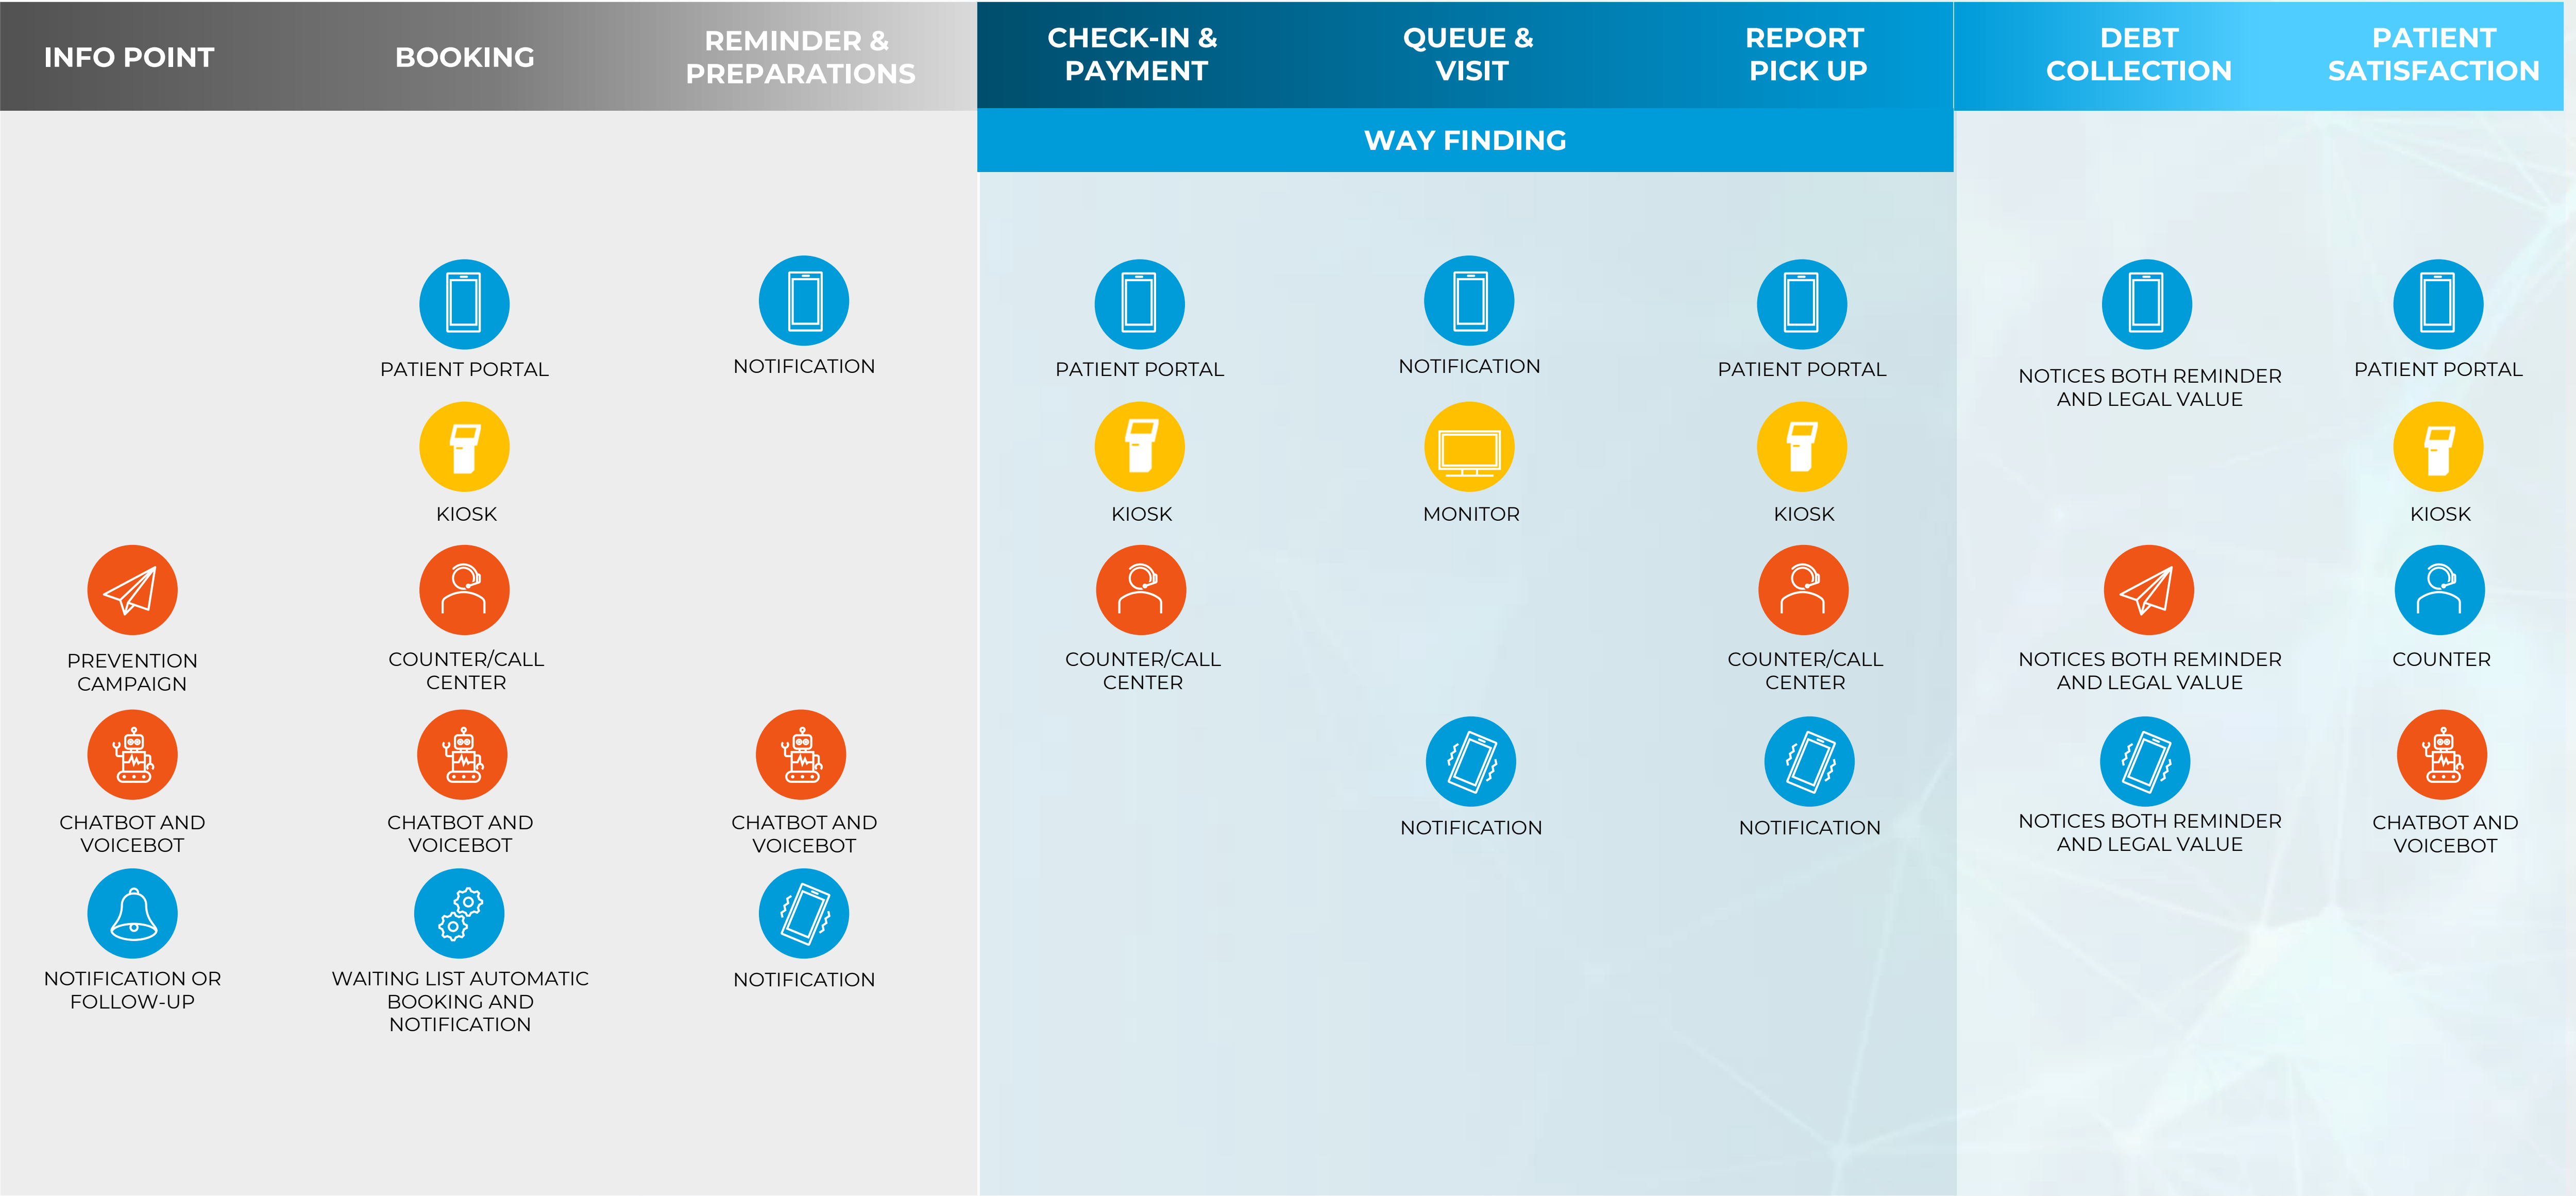 INFO POINT
BOOKING
REMINDER &
PREPARATIONS
CHECK-IN &
PAYMENT
QUEUE &
VISIT
REPORT
PICK UP
DEBT
COLLECTION
PATIENT
SATISFACTION
WAY FINDING
PREVENTION
CAMPAIGN
CHATBOT AND
VOICEBOT
NOTIFICATION OR
FOLLOW-UP
PATIENT PORTAL
KIOSK
COUNTER/CALL
CENTER
CHATBOT AND
VOICEBOT
WAITING LIST AUTOMATIC
BOOKING AND
NOTIFICATION
NOTIFICATION
CHATBOT AND
VOICEBOT
NOTIFICATION
PATIENT PORTAL
KIOSK
COUNTER/CALL
CENTER
NOTIFICATION
MONITOR
NOTIFICATION
PATIENT PORTAL
KIOSK
COUNTER/CALL
CENTER
NOTIFICATION
NOTICES BOTH REMINDER
AND LEGAL VALUE
NOTICES BOTH REMINDER
AND LEGAL VALUE
NOTICES BOTH REMINDER
AND LEGAL VALUE
PATIENT PORTAL
KIOSK
COUNTER
CHATBOT AND
VOICEBOT